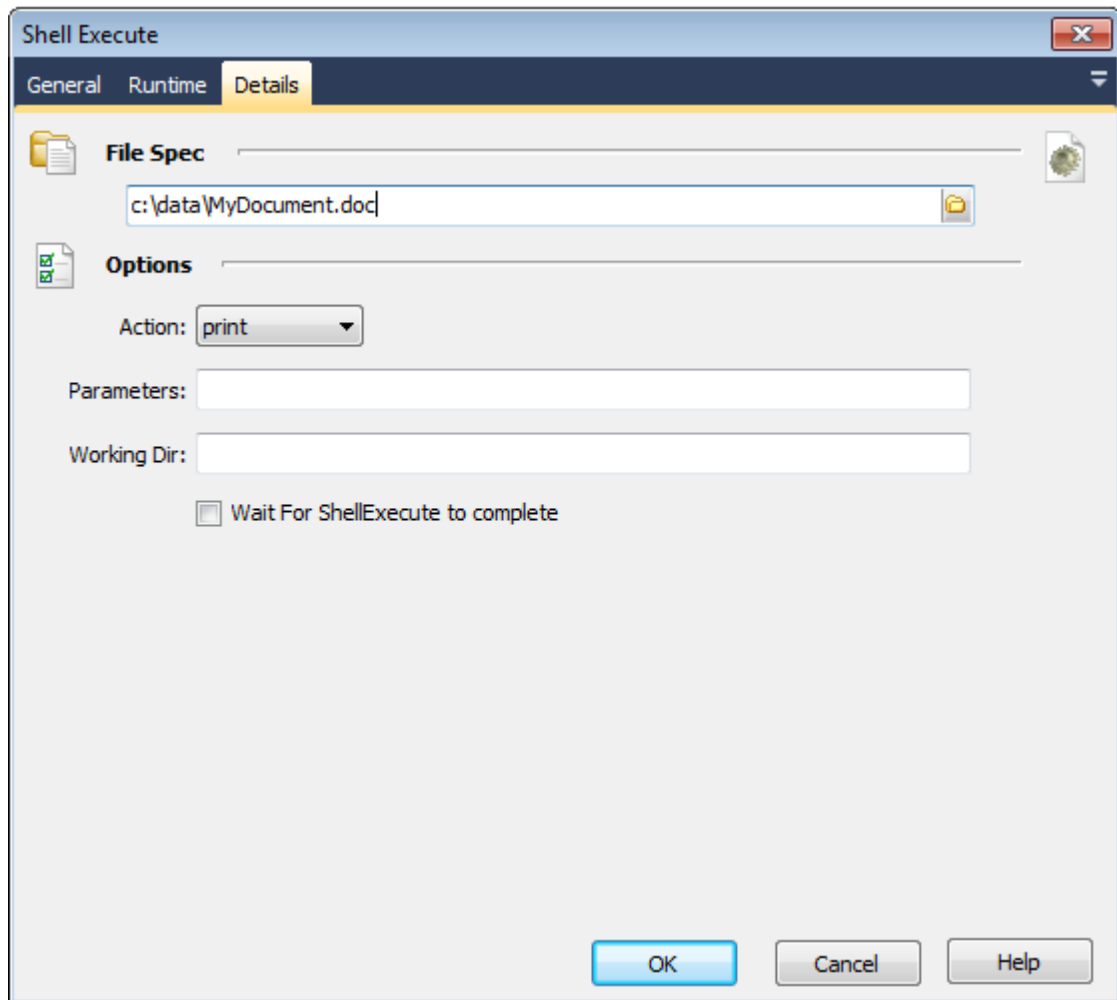 Shell Execute
General Runtime Details
File Spec
c:\data\MyDocument.doc
Options
Action: print
Parameters:
Working Dir:
Wait For ShellExecute to complete
OK Cancel Help